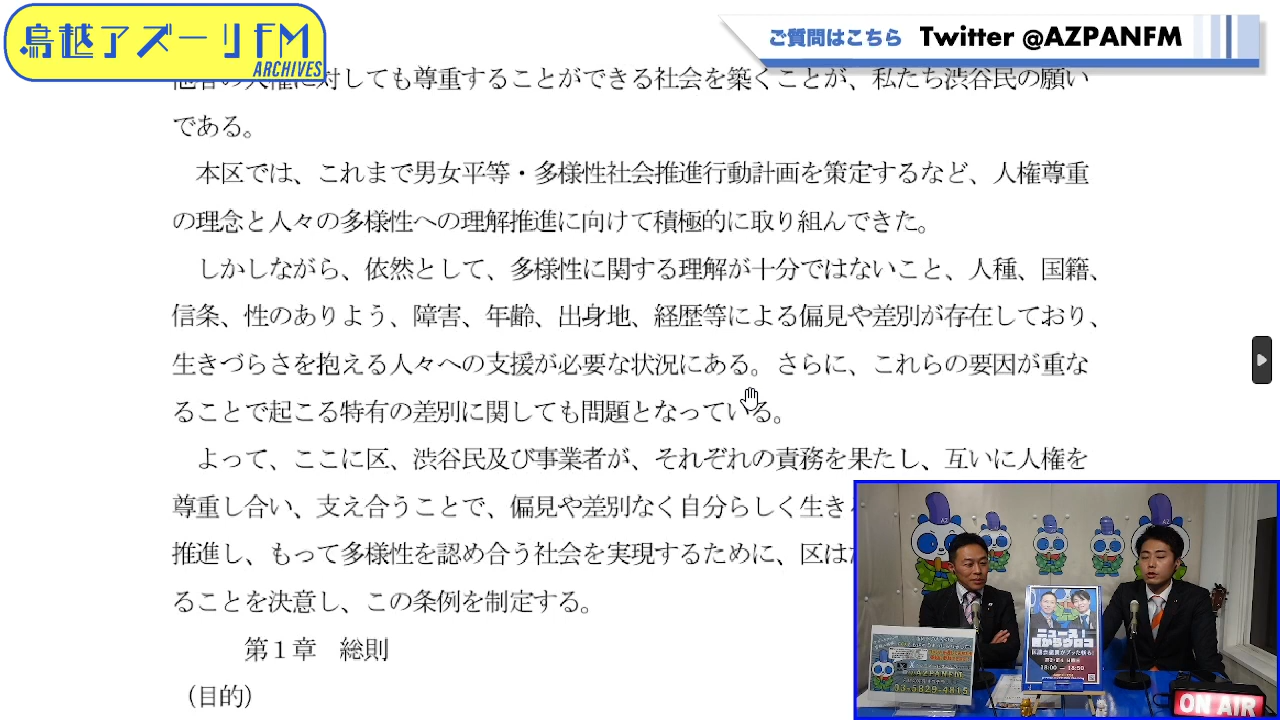 鳥越アズーリFM
ARCHIVES
ご質問はこちら Twitter @AZPANFM
他者の人権に対しても尊重することができる社会を築くことが、私たち渋谷民の願い
である。
本区では、これまで男女平等・多様性社会推進行動計画を策定するなど、人権尊重
の理念と人々の多様性への理解推進に向けて積極的に取り組んできた。
しかしながら、依然として、多様性に関する理解が十分ではないこと、人種、国籍、
信条、性のありよう、障害、年齢、出身地、経歴等による偏見や差別が存在しており、
生きづらさを抱える人々への支援が必要な状況にある。さらに、これらの要因が重な
ることで起こる特有の差別に関しても問題となっている。
よって、ここに区、渋谷民及び事業者が、それぞれの責務を果たし、互いに人権を
尊重し合い、支え合うことで、偏見や差別なく自分らしく生き
推進し、もって多様性を認め合う社会を実現するために、区は
ることを決意し、この条例を制定する。
第１章　総則
（目的）
ニュース！
18:00 — 18:50
AZPANFM
03-5829-4815
ON AIR